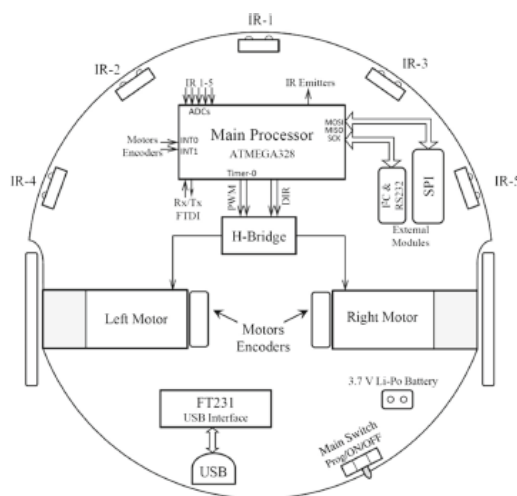 IR-1
IR-2
IR-3
IR 1-5
IR Emitters
ADCs
Main Processor
ATMEGA328
MOSI
MISO
SCK
Motors
Encoders
INT0
INT1
Timer-0
IR-4
IR-5
Rx/Tx
FTDI
PWM
DIR
I²C &
RS232
SPI
External
Modules
H-Bridge
Left Motor
Right Motor
Motors
Encoders
3.7 V Li-Po Battery
FT231
USB Interface
Main Switch
Prog/ON/OFF
USB